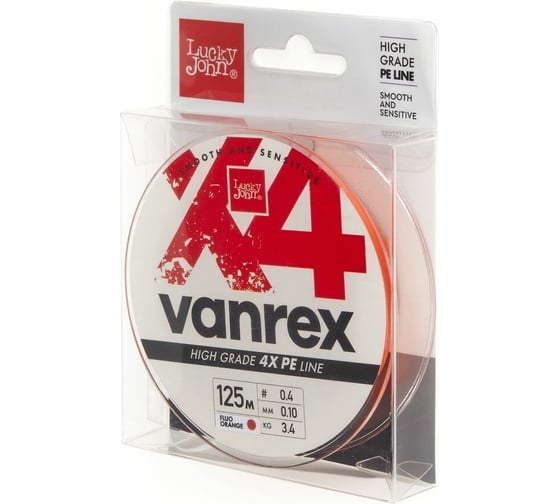 Lucky
John®
HIGH
GRADE
PE LINE
SMOOTH
AND
SENSITIVE
SMOOTH AND SENSITIVE
X4
Lucky
John®
vanrex
HIGH GRADE 4X PE LINE
125м
# 0.4
FLUO
ORANGE
MM 0.10
KG 3.4